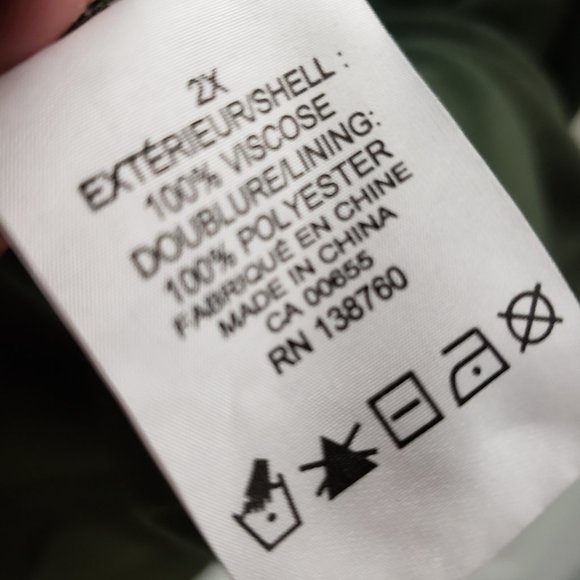 2X
EXTÉRIEUR/SHELL :
100% VISCOSE
DOUBLURE/LINING:
100% POLYESTER
FABRIQUÉ EN CHINE
MADE IN CHINA
CA 00655
RN 138760